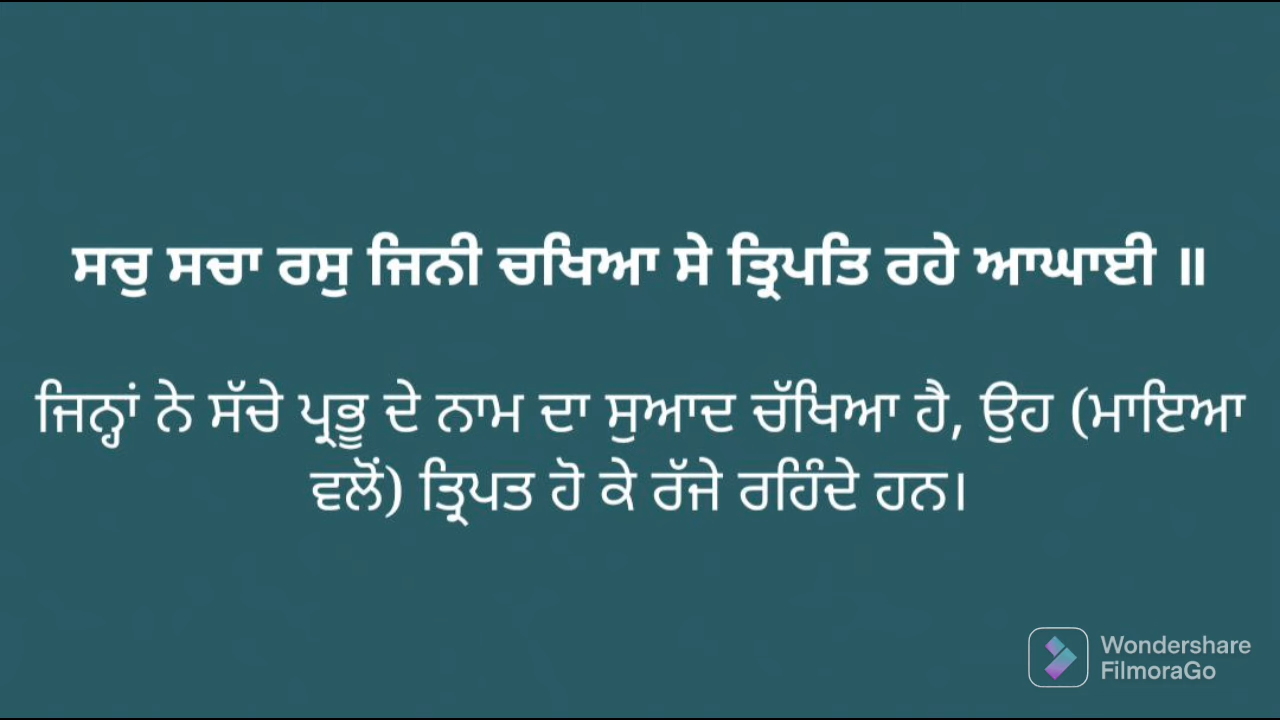 ਸਚੁ ਸਚਾ ਰਸੁ ਜਿਨੀ ਚਖਿਆ ਸੇ ਤ੍ਰਿਪਤਿ ਰਹੇ ਆਘਾਈ ॥
ਜਿਨ੍ਹਾਂ ਨੇ ਸੱਚੇ ਪ੍ਰਭੂ ਦੇ ਨਾਮ ਦਾ ਸੁਆਦ ਚੱਖਿਆ ਹੈ, ਉਹ (ਮਾਇਆ
ਵਲੋਂ) ਤ੍ਰਿਪਤ ਹੋ ਕੇ ਰੱਜੇ ਰਹਿੰਦੇ ਹਨ।
Wondershare
FilmoraGo